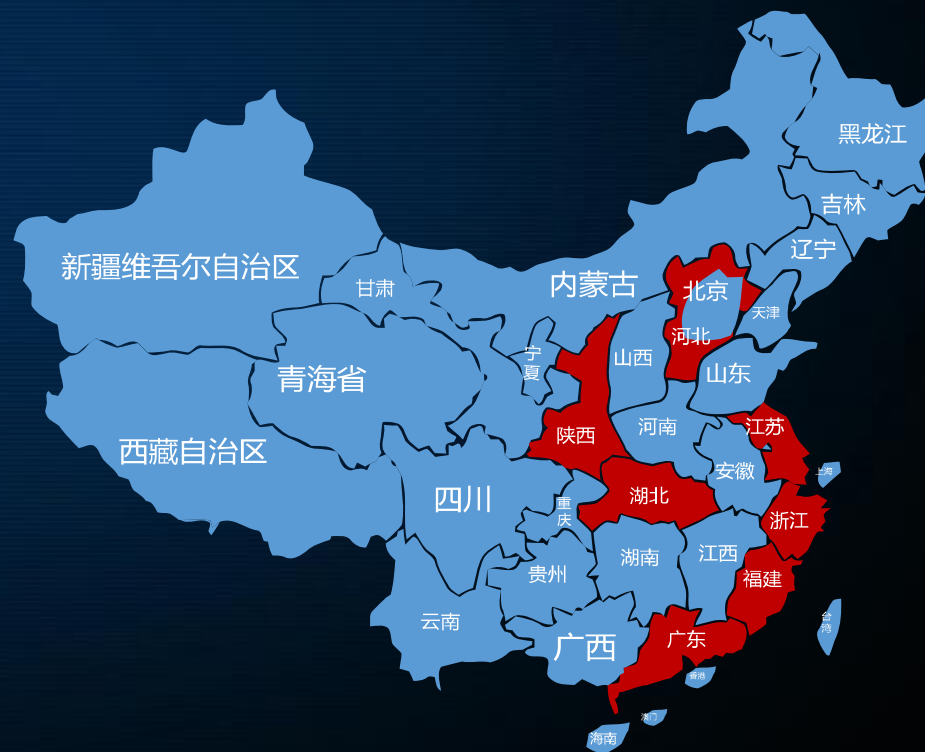 黑龙江
吉林
辽宁
新疆维吾尔自治区
甘肃
内蒙古
北京
天津
河北
宁
夏
山西
青海省
山东
陕西
河南
江苏
西藏自治区
安徽
上海
四川
重
庆
湖北
浙江
湖南
江西
贵州
福建
云南
台
湾
广西
广东
香港
澳门
海南